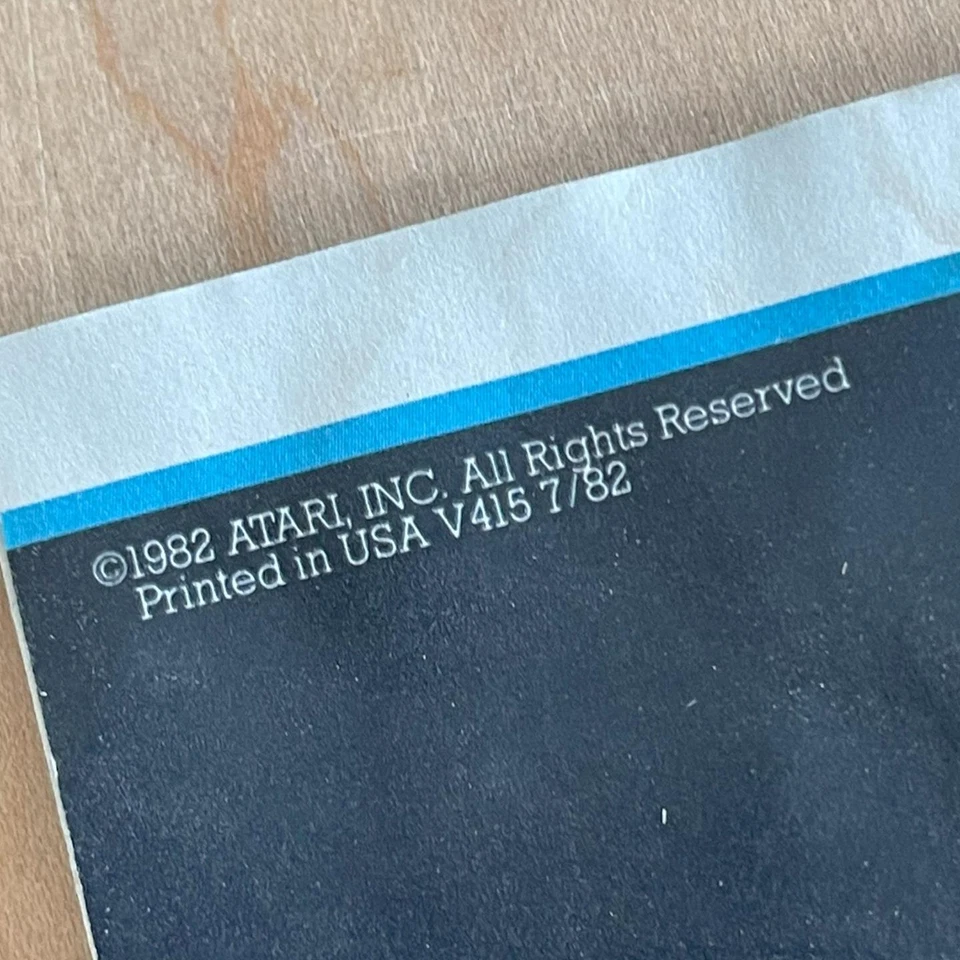 ©1982 ATARI, INC. All Rights Reserved
Printed in USA V415 7/82